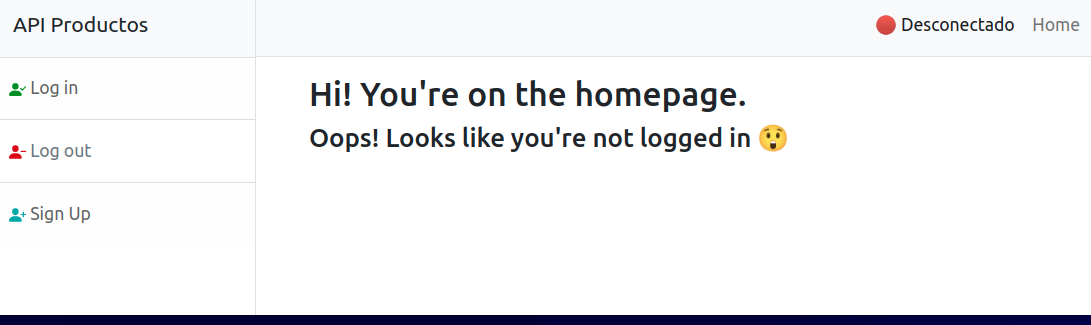 API Productos
🔴 Desconectado Home
Log in
Log out
Sign Up
Hi! You're on the homepage.
Oops! Looks like you're not logged in 😲